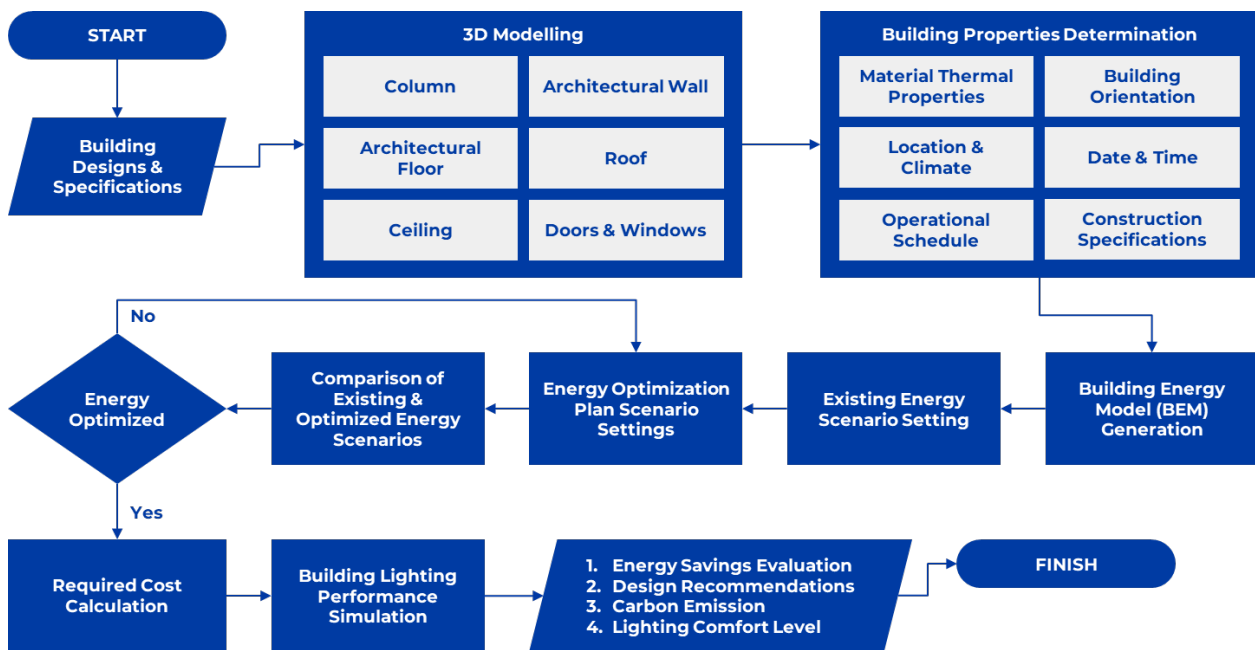 START
Building
Designs &
Specifications
3D Modelling
Column
Architectural Wall
Architectural
Floor
Roof
Ceiling
Doors & Windows
Building Properties Determination
Material Thermal
Properties
Building
Orientation
Location &
Climate
Date & Time
Operational
Schedule
Construction
Specifications
Building Energy
Model (BEM)
Generation
Existing Energy
Scenario Setting
Energy Optimization
Plan Scenario
Settings
Comparison of
Existing &
Optimized Energy
Scenarios
Energy
Optimized
No
Yes
Required Cost
Calculation
Building Lighting
Performance
Simulation
1. Energy Savings Evaluation
2. Design Recommendations
3. Carbon Emission
4. Lighting Comfort Level
FINISH